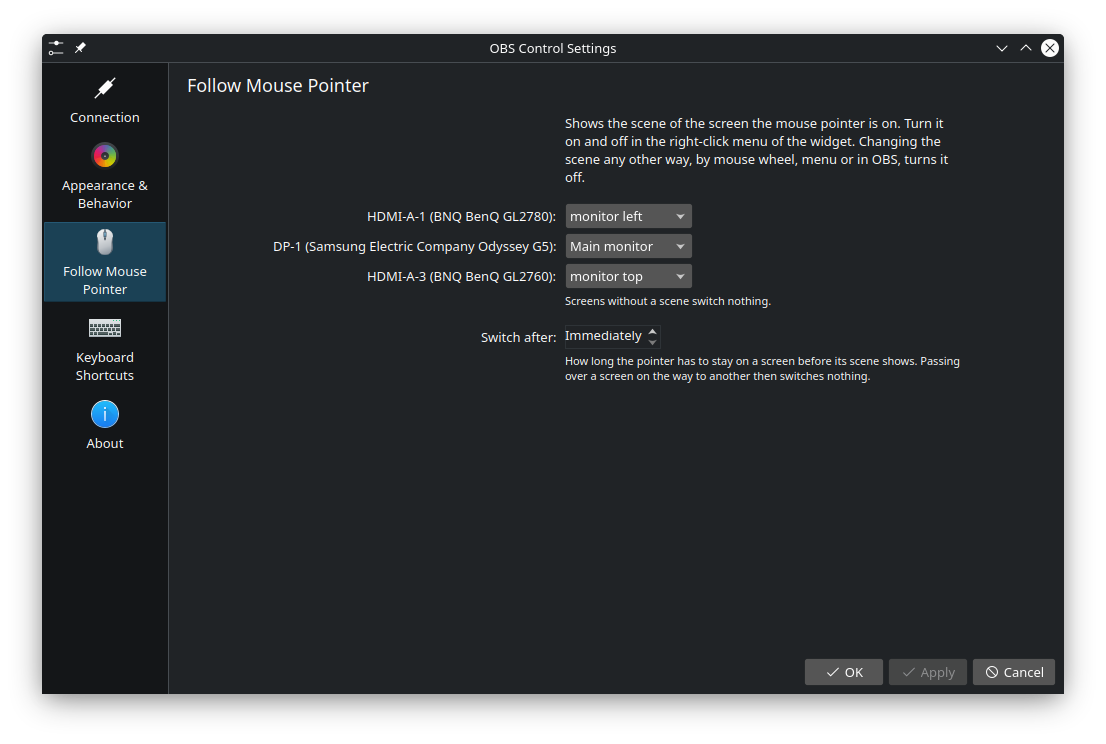 OBS Control Settings
Connection
Appearance &
Behavior
Follow Mouse
Pointer
Keyboard
Shortcuts
About
Follow Mouse Pointer
Shows the scene of the screen the mouse pointer is on. Turn it
on and off in the right-click menu of the widget. Changing the
scene any other way, by mouse wheel, menu or in OBS, turns it
off.
HDMI-A-1 (BNQ BenQ GL2780): monitor left
DP-1 (Samsung Electric Company Odyssey G5): Main monitor
HDMI-A-3 (BNQ BenQ GL2760): monitor top
Screens without a scene switch nothing.
Switch after: Immediately
How long the pointer has to stay on a screen before its scene shows. Passing
over a screen on the way to another then switches nothing.
OK Apply Cancel